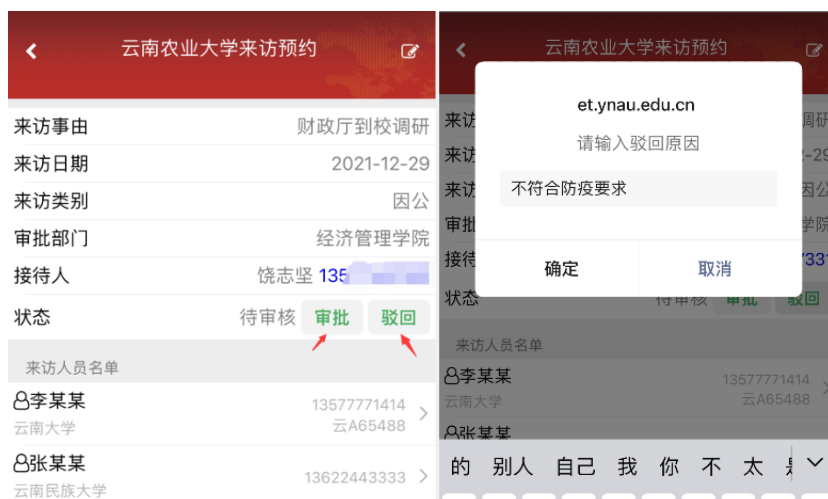 云南农业大学来访预约
来访事由 财政厅到校调研
来访日期 2021-12-29
来访类别 因公
审批部门 经济管理学院
接待人 饶志坚 135
状态 待审核 审批 驳回
来访人员名单
李某某 13577771414
云南大学 云A65488
张某某 13622443333
云南民族大学
云南农业大学来访预约
et.ynau.edu.cn
请输入驳回原因
不符合防疫要求
确定 取消
来访 调研
来访 -29
来访 因公
审批 学院
接待 7331
状态 待审核 审批 驳回
来访人员名单
李某某 13577771414
云南大学 云A65488
张某某
的 别人 自己 我 你 不 太